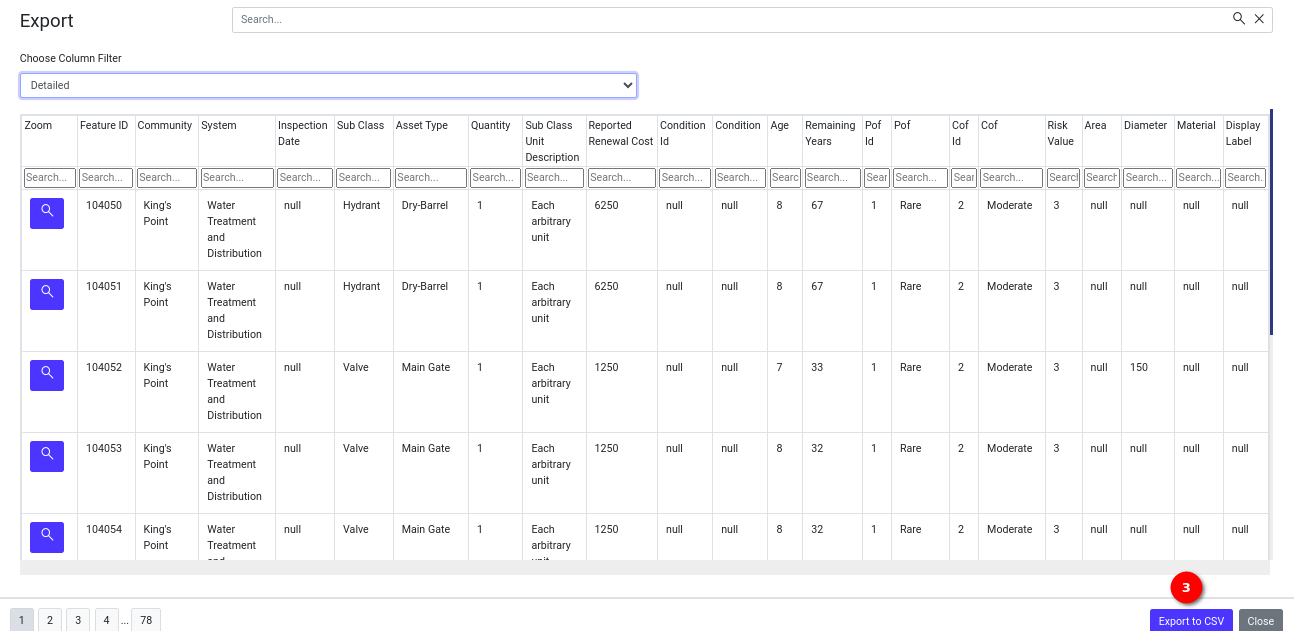 Export
Search...
Choose Column Filter
Detailed
Zoom Feature ID Community System Inspection Date Sub Class Asset Type Quantity Sub Class Unit Description Reported Renewal Cost Condition Id Condition Age Remaining Years Pof Id Pof Cof Id Cof Risk Value Area Diameter Material Display Label
Search... Search... Search... Search... Search... Search... Search... Search... Search... Search... Search... Search... Searc Search... Sear Search... Sear Search... Searcl Search Search... Search... Search.
104050 King's Point Water Treatment and Distribution null Hydrant Dry-Barrel 1 Each arbitrary unit 6250 null null 8 67 1 Rare 2 Moderate 3 null null null null
104051 King's Point Water Treatment and Distribution null Hydrant Dry-Barrel 1 Each arbitrary unit 6250 null null 8 67 1 Rare 2 Moderate 3 null null null null
104052 King's Point Water Treatment and Distribution null Valve Main Gate 1 Each arbitrary unit 1250 null null 7 33 1 Rare 2 Moderate 3 null 150 null null
104053 King's Point Water Treatment and Distribution null Valve Main Gate 1 Each arbitrary unit 1250 null null 8 32 1 Rare 2 Moderate 3 null null null null
104054 King's Point Water Treatment and null Valve Main Gate 1 Each arbitrary unit 1250 null null 8 32 1 Rare 2 Moderate 3 null null null null
3
1 2 3 4 ... 78 Export to CSV Close